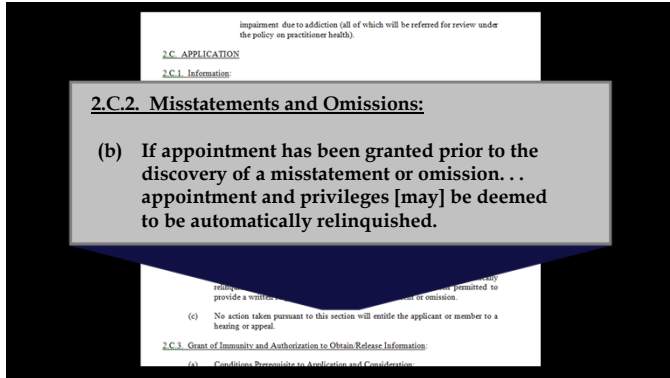 impairment due to addiction (all of which will be referred for review under
the policy on practitioner health).
2.C. APPLICATION
2.C.1. Information:
2.C.2. Misstatements and Omissions:
(b) If appointment has been granted prior to the
discovery of a misstatement or omission. . .
appointment and privileges [may] be deemed
to be automatically relinquished.
permitted to
provide a written
or omission.
(c) No action taken pursuant to this section will entitle the applicant or member to a
hearing or appeal.
2.C.3. Grant of Immunity and Authorization to Obtain/Release Information:
(a) Conditions Prerequisite to Application and Consideration: